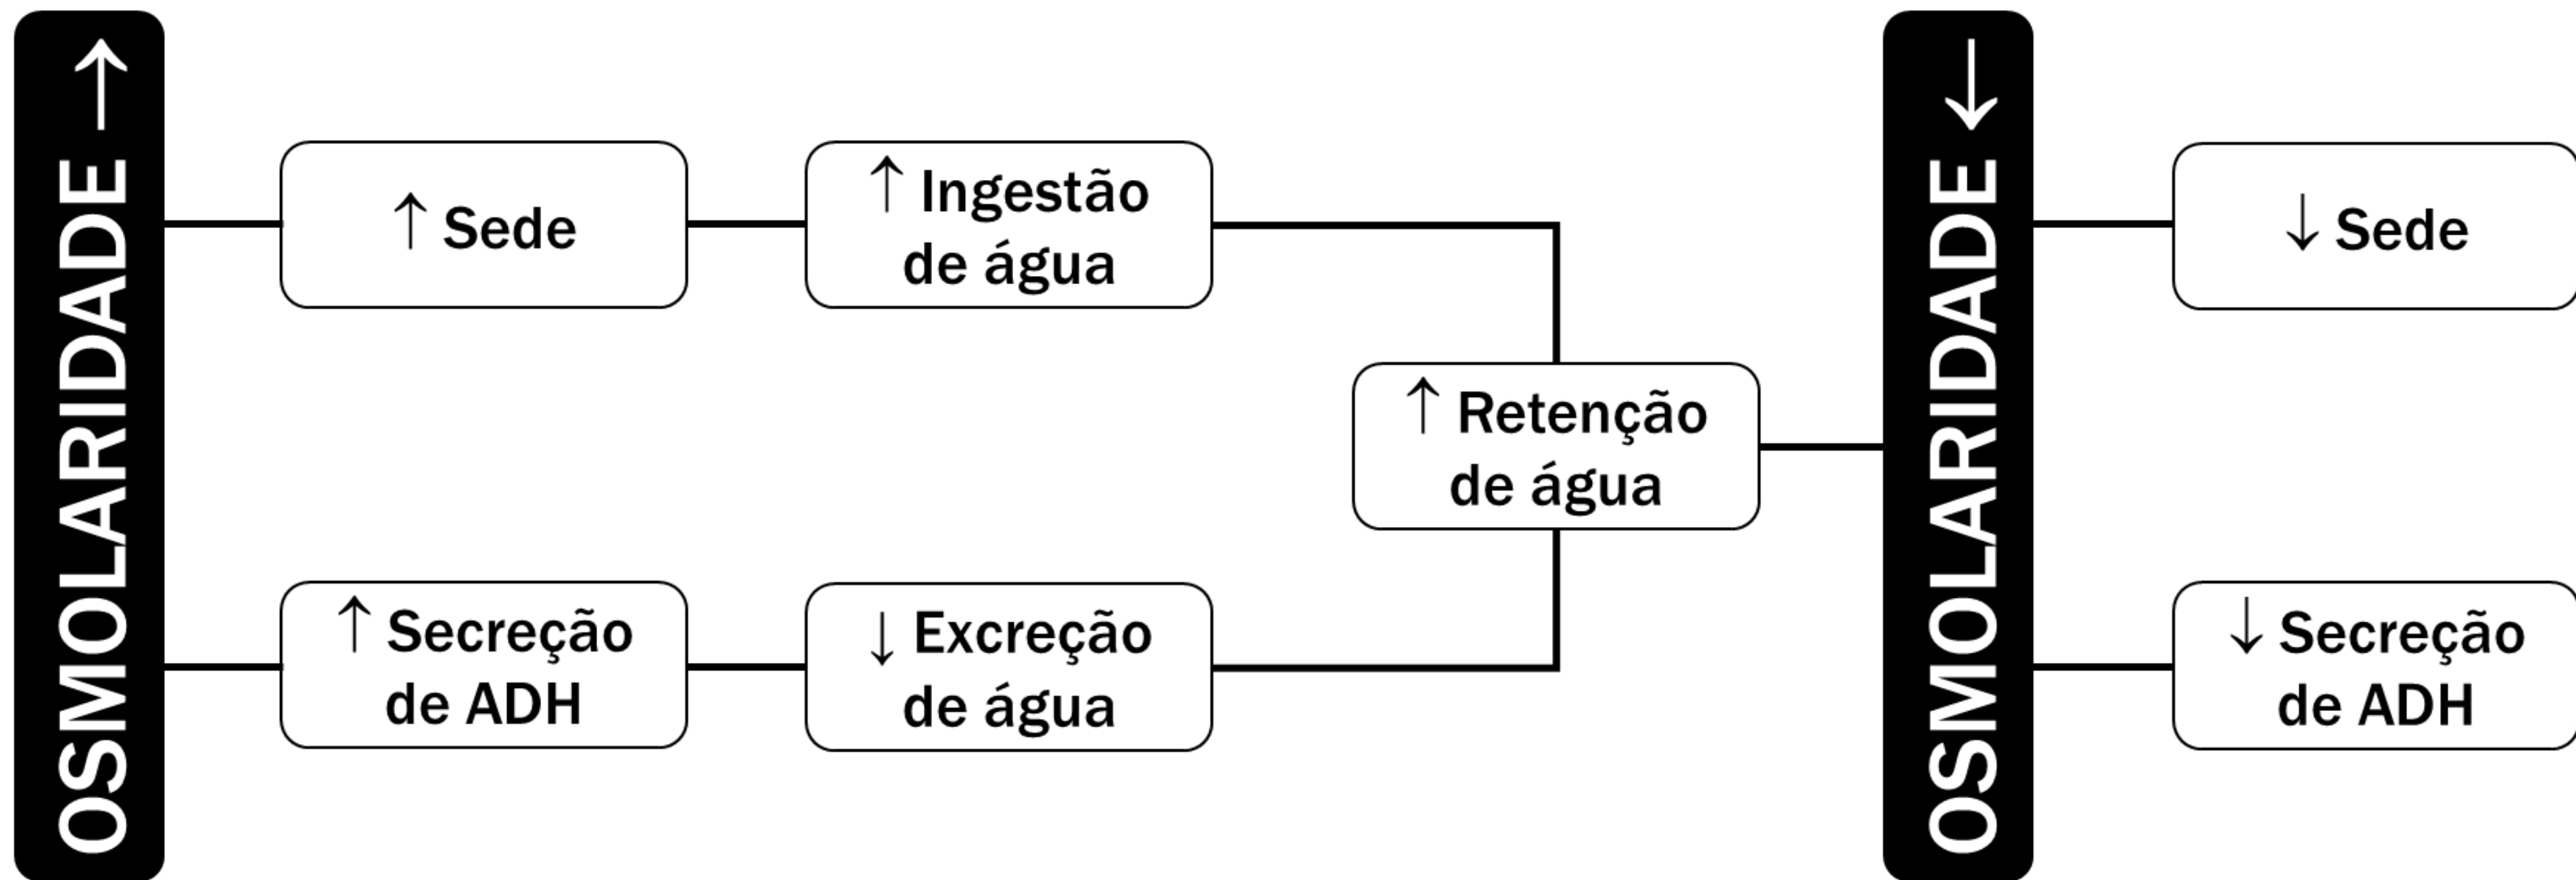 OSMOLARIDADE ↑
↑ Sede
↑ Ingestão
de água
↑ Secreção
de ADH
↓ Excreção
de água
↑ Retenção
de água
OSMOLARIDADE ↓
↓ Sede
↓ Secreção
de ADH